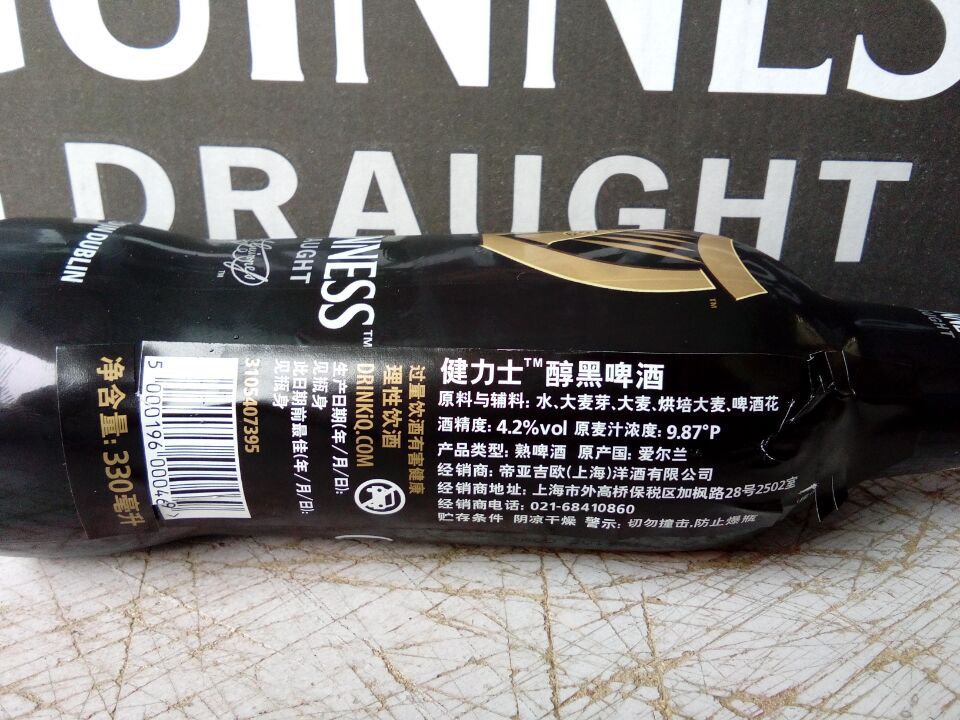 GUINNESS
DRAUGHT
DUBLIN
NNESS™
UGHT
TM
TM
健力士™醇黑啤酒
原料与辅料: 水、大麦芽、大麦、烘培大麦、啤酒花
酒精度: 4.2%vol 原麦汁浓度: 9.87°P
产品类型: 熟啤酒 原产国: 爱尔兰
经销商: 帝亚吉欧(上海)洋酒有限公司
经销商地址: 上海市外高桥保税区加枫路28号2502室
经销商电话: 021-68410860
贮存条件 阴凉干燥 警示: 切勿撞击,防止爆瓶
过量饮酒有害健康
理性饮酒
DRINKiQ.COM
生产日期(年/月/日):
见瓶身
此日期前最佳(年/月/日):
见瓶身
3105407395
5 000196 000048
净含量: 330毫升